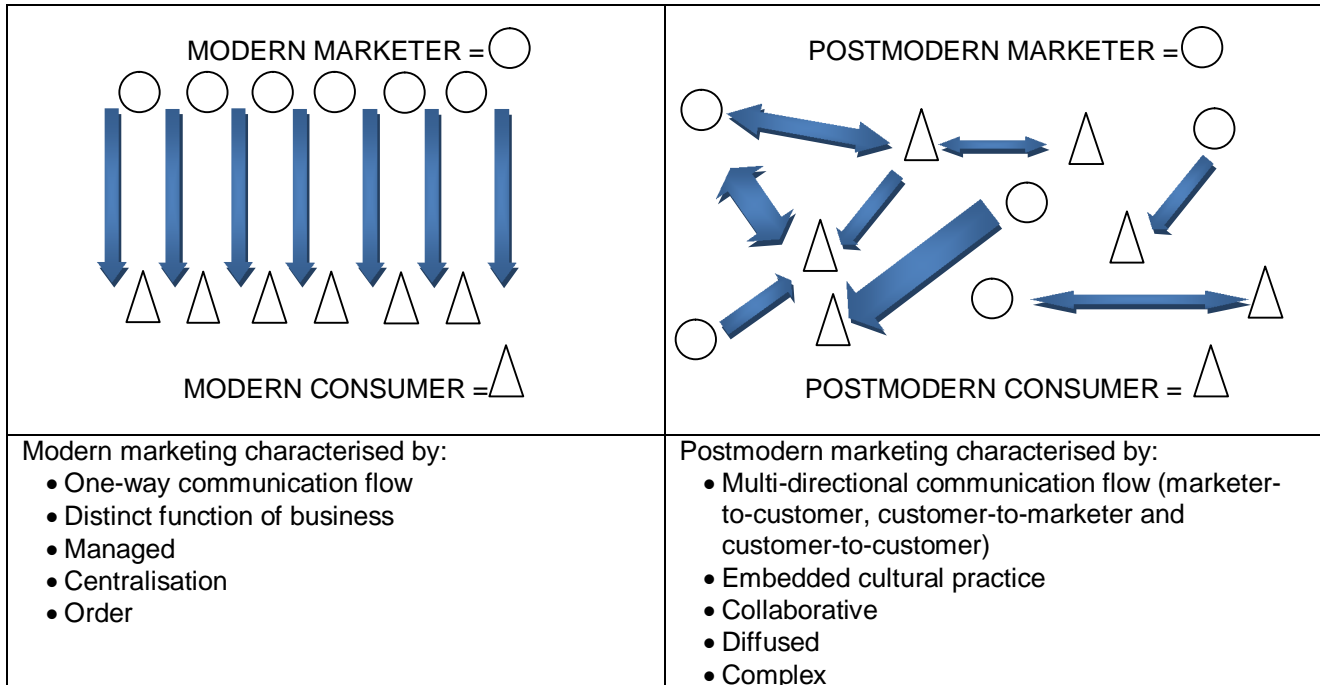 MODERN MARKETER =
MODERN CONSUMER =
POSTMODERN MARKETER =
POSTMODERN CONSUMER =
Modern marketing characterised by:
• One-way communication flow
• Distinct function of business
• Managed
• Centralisation
• Order
Postmodern marketing characterised by:
• Multi-directional communication flow (marketer-
to-customer, customer-to-marketer and
customer-to-customer)
• Embedded cultural practice
• Collaborative
• Diffused
• Complex